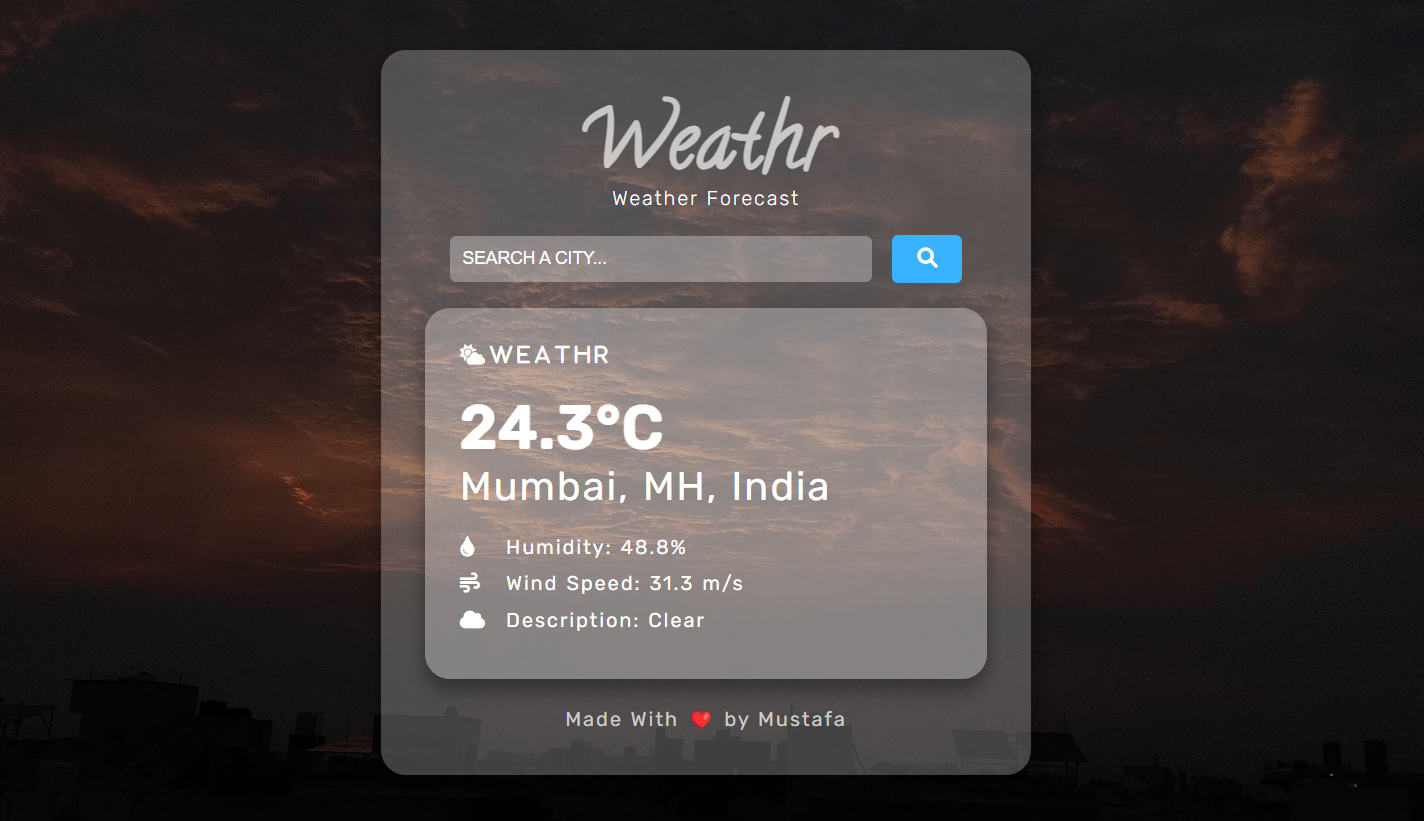 Weathr
Weather Forecast
SEARCH A CITY...
WEATHR
24.3°C
Mumbai, MH, India
Humidity: 48.8%
Wind Speed: 31.3 m/s
Description: Clear
Made With ❤️ by Mustafa